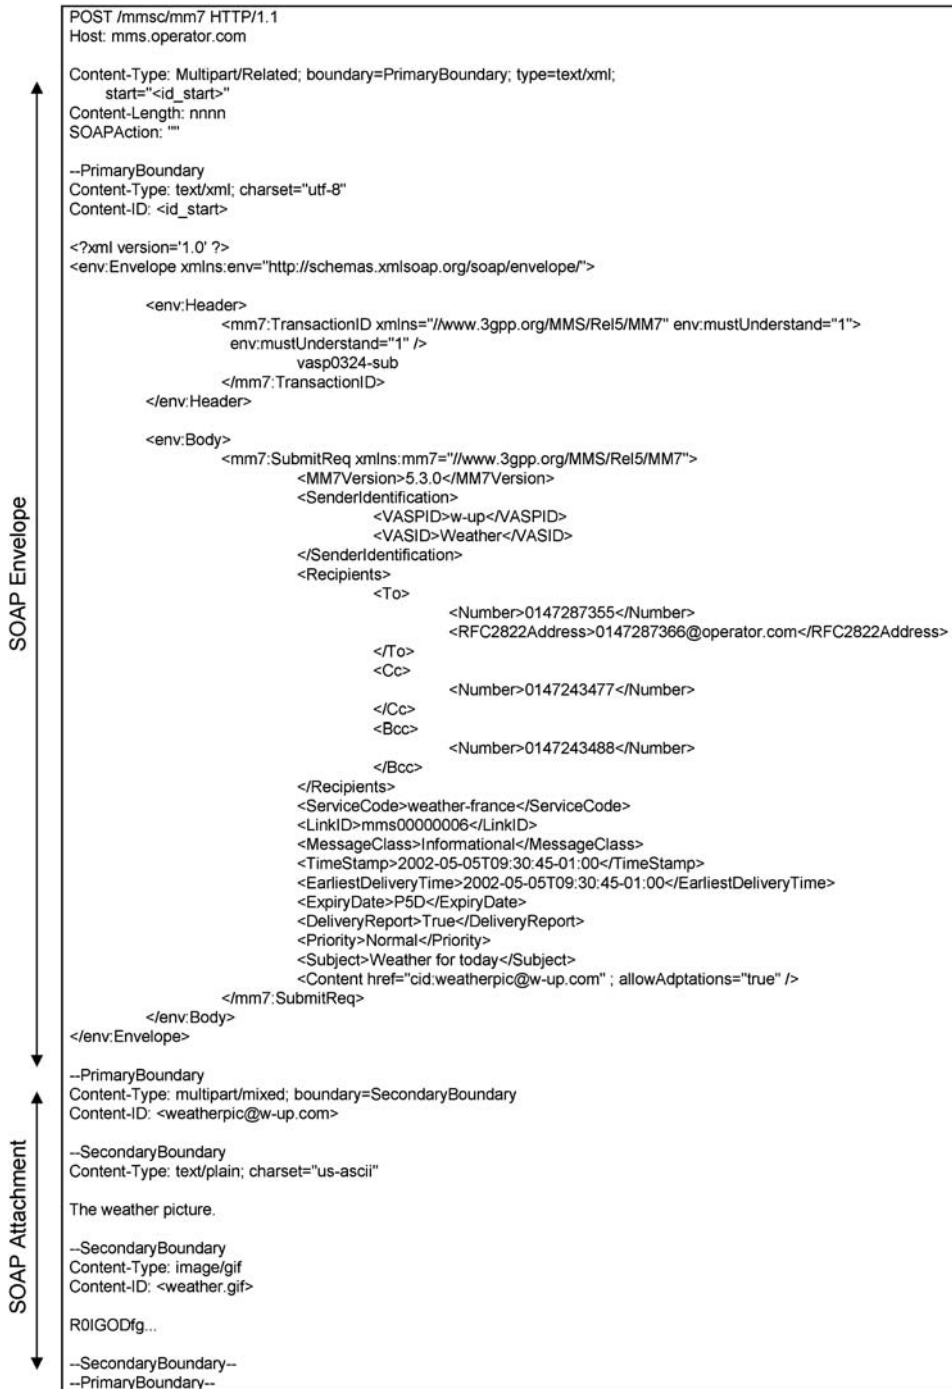 POST /mmsc/mm7 HTTP/1.1
Host: mms.operator.com
Content-Type: Multipart/Related; boundary=PrimaryBoundary; type=text/xml;
start="<id_start>"
Content-Length: nnnn
SOAPAction: ""
--PrimaryBoundary
Content-Type: text/xml; charset="utf-8"
Content-ID: <id_start>
<?xml version='1.0' ?>
<env:Envelope xmlns:env="http://schemas.xmlsoap.org/soap/envelope/">
<env:Header>
<mm7:TransactionID xmlns="//www.3gpp.org/MMS/Rel5/MM7" env:mustUnderstand="1">
env:mustUnderstand="1" />
vasp0324-sub
</mm7:TransactionID>
</env:Header>
<env:Body>
<mm7:SubmitReq xmlns:mm7="//www.3gpp.org/MMS/Rel5/MM7">
<MM7Version>5.3.0</MM7Version>
<SenderIdentification>
<VASPID>w-up</VASPID>
<VASID>Weather</VASID>
</SenderIdentification>
<Recipients>
<To>
<Number>0147287355</Number>
<RFC2822Address>0147287366@operator.com</RFC2822Address>
</To>
<Cc>
<Number>0147243477</Number>
</Cc>
<Bcc>
<Number>0147243488</Number>
</Bcc>
</Recipients>
<ServiceCode>weather-france</ServiceCode>
<LinkID>mms00000006</LinkID>
<MessageClass>Informational</MessageClass>
<TimeStamp>2002-05-05T09:30:45-01:00</TimeStamp>
<EarliestDeliveryTime>2002-05-05T09:30:45-01:00</EarliestDeliveryTime>
<ExpiryDate>P5D</ExpiryDate>
<DeliveryReport>True</DeliveryReport>
<Priority>Normal</Priority>
<Subject>Weather for today</Subject>
<Content href="cid:weatherpic@w-up.com" ; allowAdptations="true" />
</mm7:SubmitReq>
</env:Body>
</env:Envelope>
SOAP Envelope
--PrimaryBoundary
Content-Type: multipart/mixed; boundary=SecondaryBoundary
Content-ID: <weatherpic@w-up.com>
--SecondaryBoundary
Content-Type: text/plain; charset="us-ascii"
The weather picture.
--SecondaryBoundary
Content-Type: image/gif
Content-ID: <weather.gif>
R0lGODfg...
--SecondaryBoundary--
--PrimaryBoundary--
SOAP Attachment